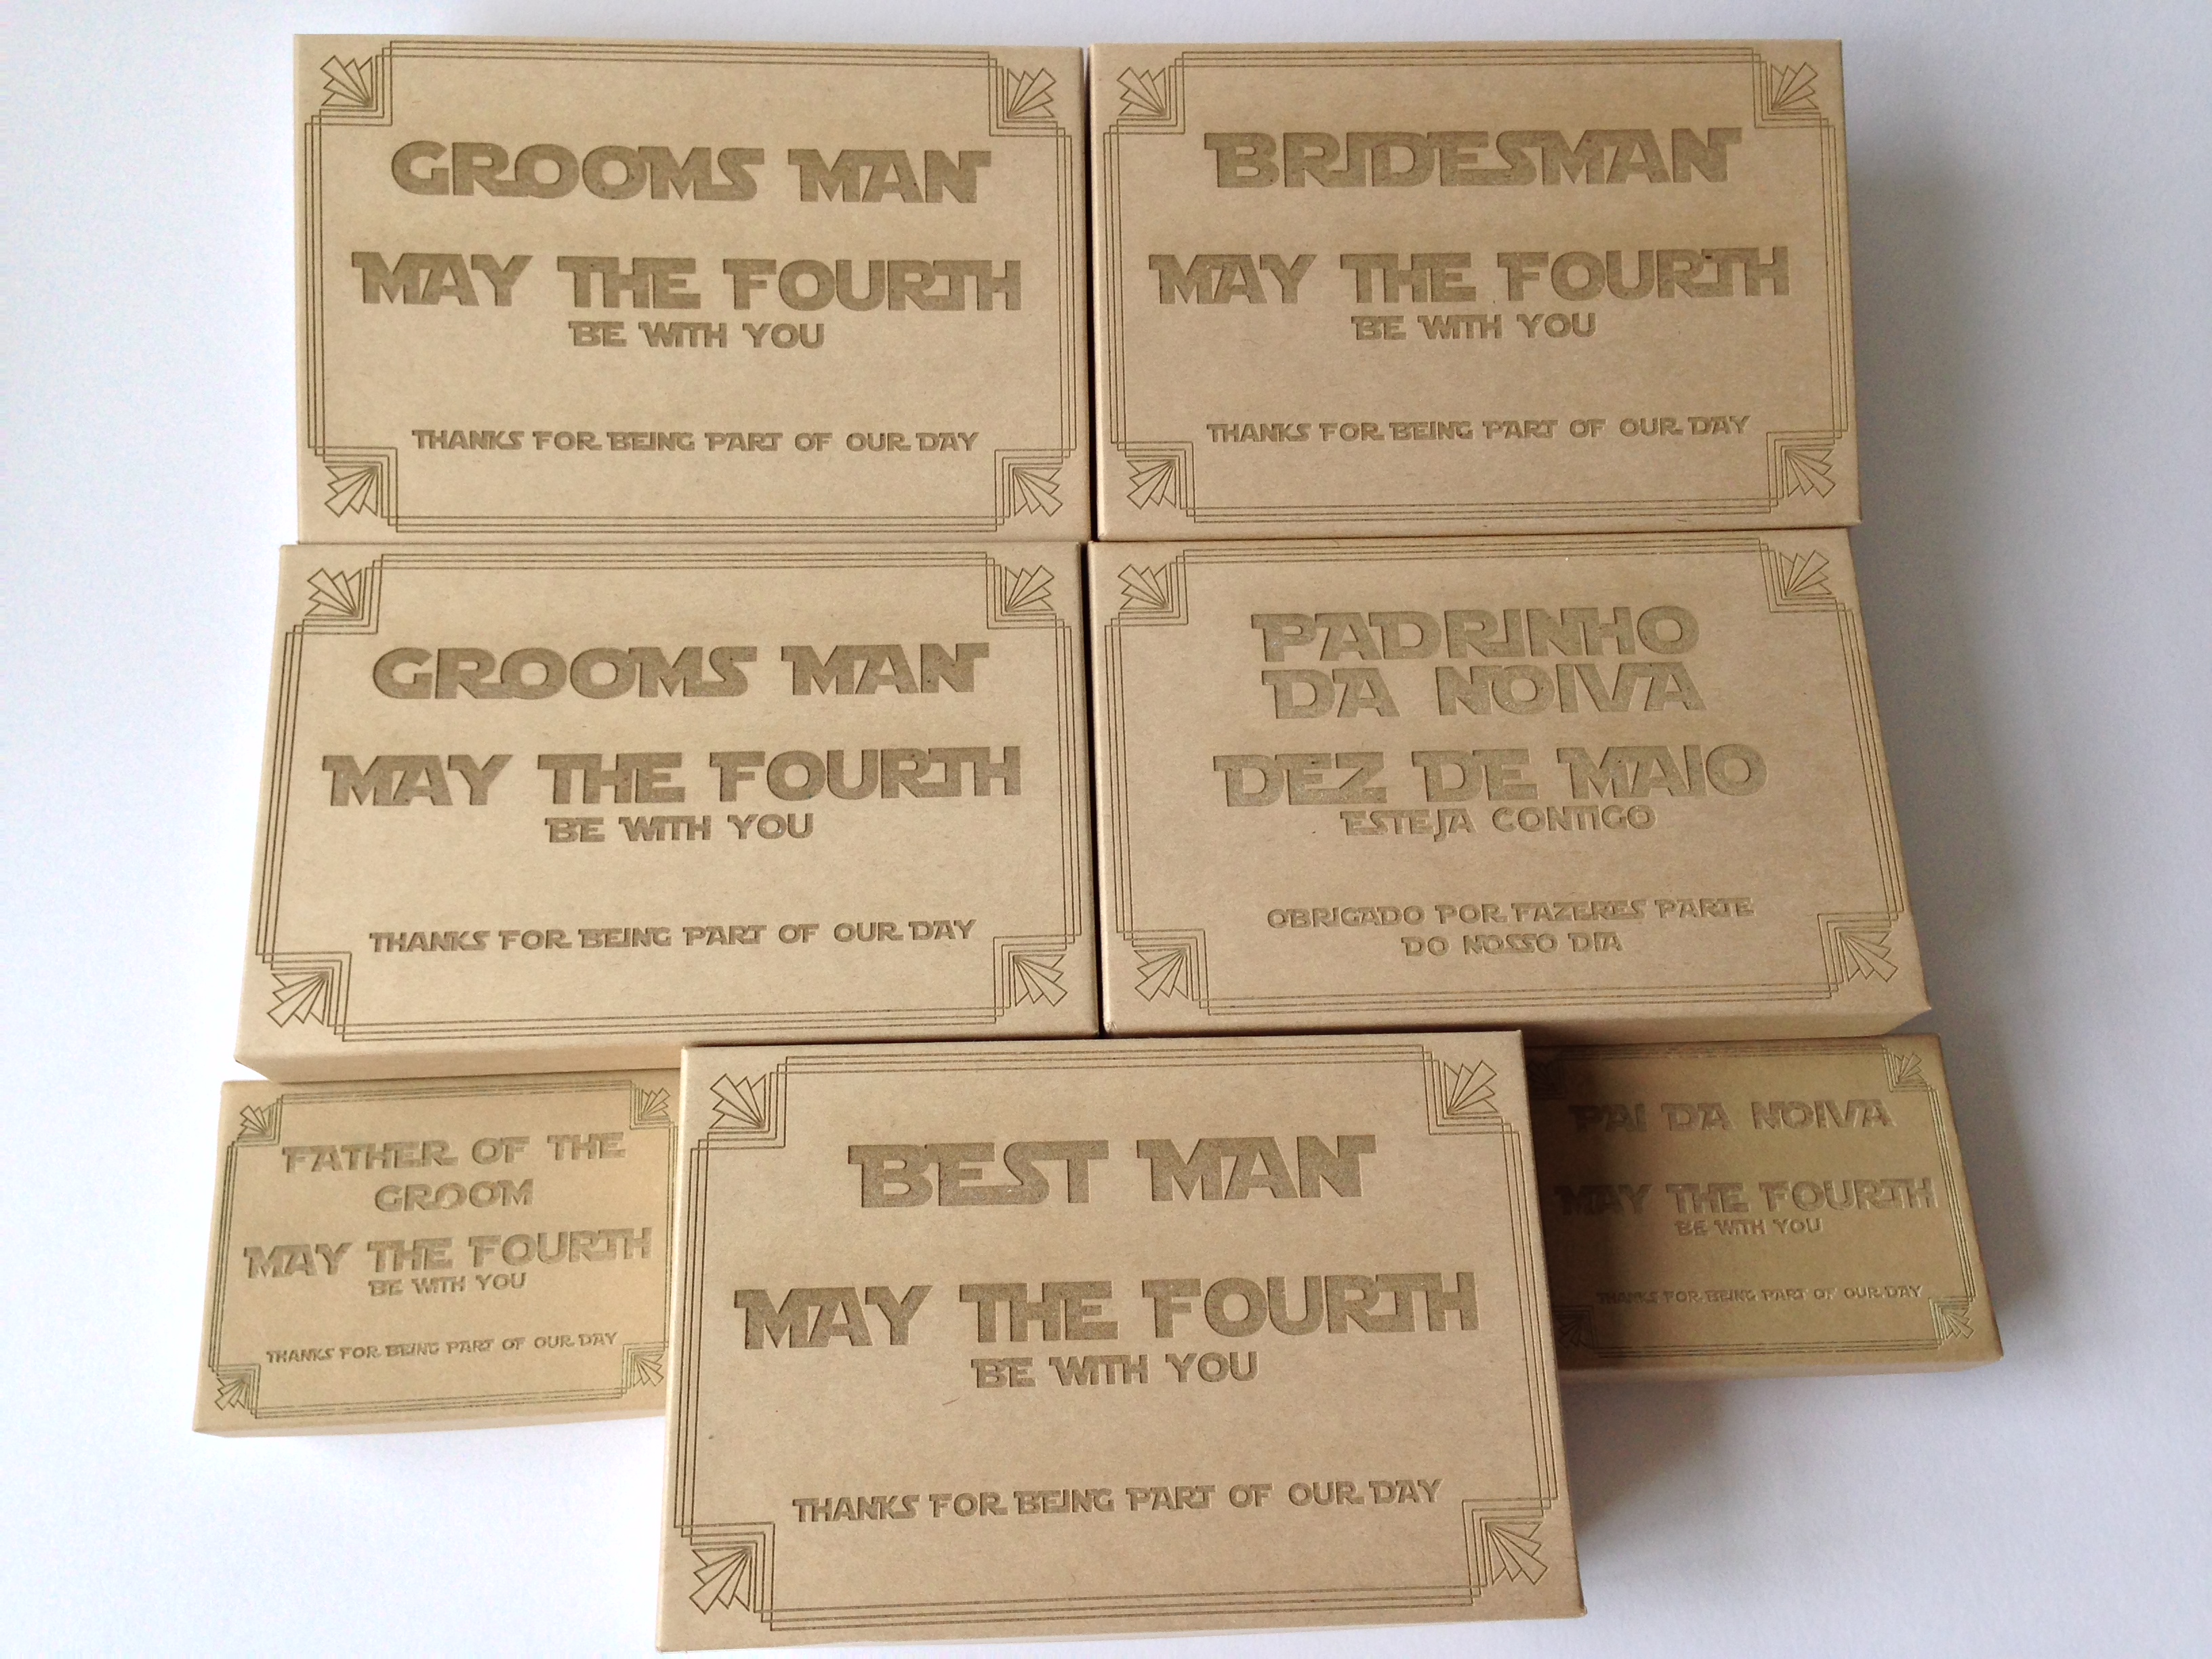 GROOMS MAN
MAY THE FOURTH
BE WITH YOU
THANKS FOR BEING PART OF OUR DAY
BRIDESMAN
MAY THE FOURTH
BE WITH YOU
THANKS FOR BEING PART OF OUR DAY
GROOMS MAN
MAY THE FOURTH
BE WITH YOU
THANKS FOR BEING PART OF OUR DAY
PADRINHO
DA NOIVA
DEZ DE MAIO
ESTEJA CONTIGO
OBRIGADO POR FAZERES PARTE
DO NOSSO DIA
FATHER OF THE
GROOM
MAY THE FOURTH
BE WITH YOU
THANKS FOR BEING PART OF OUR DAY
BEST MAN
MAY THE FOURTH
BE WITH YOU
THANKS FOR BEING PART OF OUR DAY
PAI DA NOIVA
MAY THE FOURTH
BE WITH YOU
THANKS FOR BEING PART OF OUR DAY